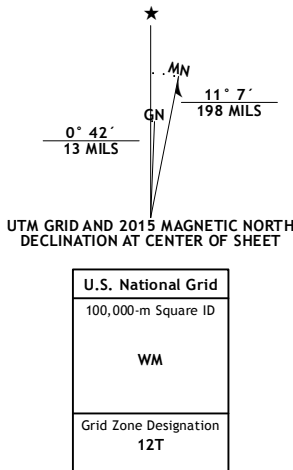 ★
MN
GN
11° 7´
198 MILS
0° 42´
13 MILS
UTM GRID AND 2015 MAGNETIC NORTH
DECLINATION AT CENTER OF SHEET
U.S. National Grid
100,000-m Square ID
WM
Grid Zone Designation
12T